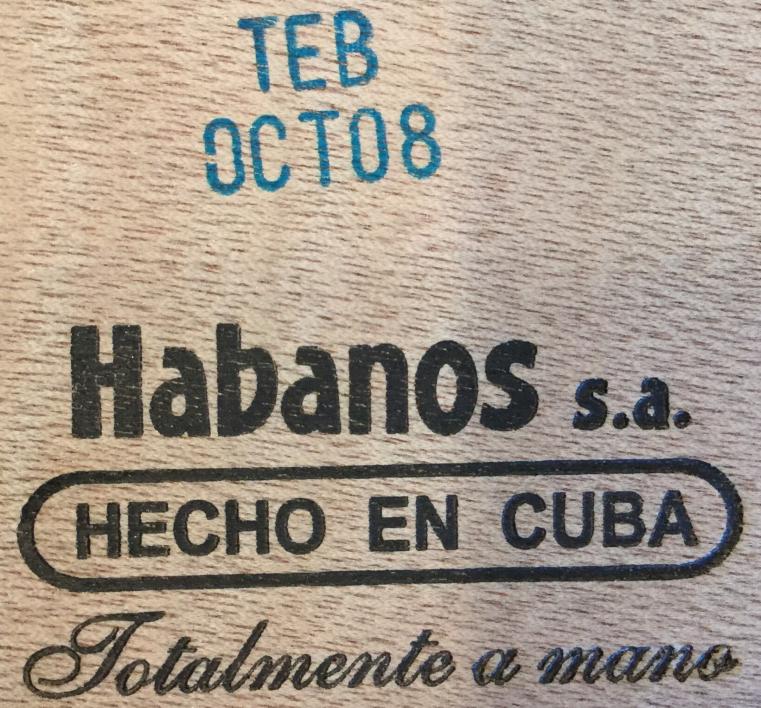 TEB
OCT08
Habanos s.a.
HECHO EN CUBA
Totalmente a mano